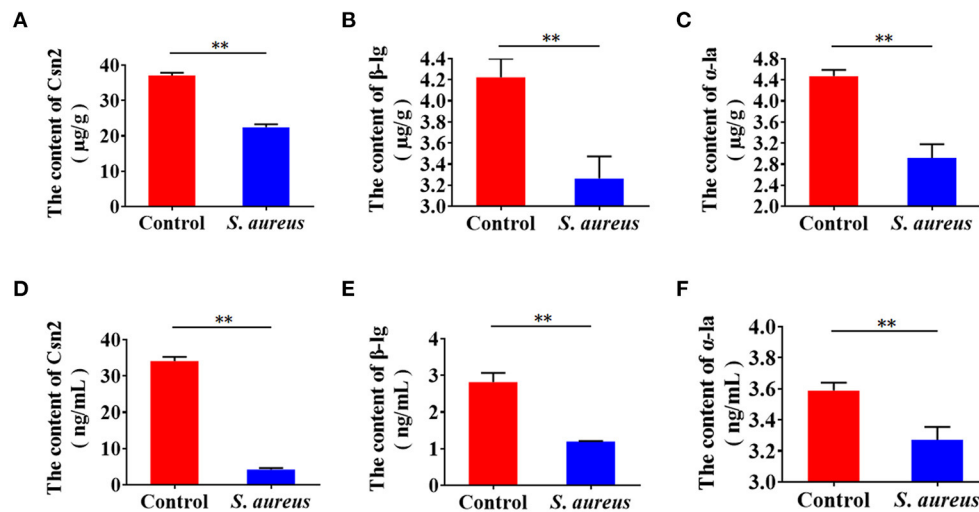 A
The content of Csn2
( μg/g )
60
40
20
0
**
Control
S. aureus
B
The content of β-lg
( μg/g )
4.4
4.2
4.0
3.8
3.6
3.4
3.2
3.0
**
Control
S. aureus
C
The content of α-la
( μg/g )
4.8
4.4
4.0
3.6
3.2
2.8
2.4
2.0
**
Control
S. aureus
D
The content of Csn2
( ng/mL )
40
30
20
10
0
**
Control
S. aureus
E
The content of β-lg
( ng/mL )
4
3
2
1
0
**
Control
S. aureus
F
The content of α-la
( ng/mL )
4.0
3.8
3.6
3.4
3.2
3.0
**
Control
S. aureus